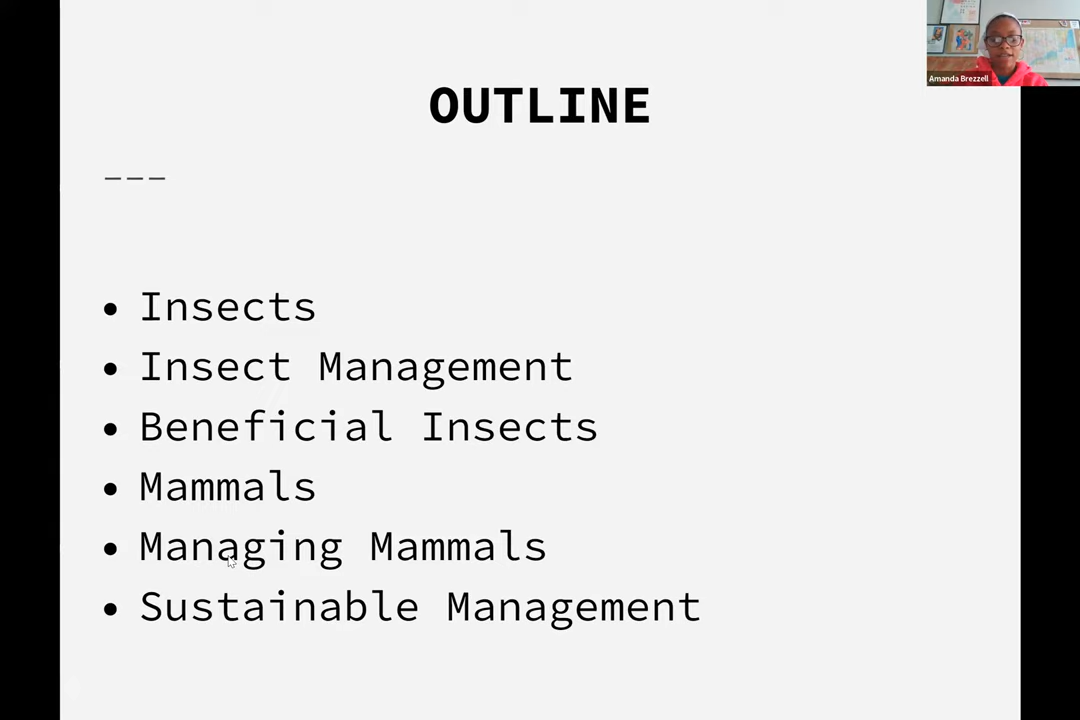 Amanda Brezzell
OUTLINE
---
• Insects
• Insect Management
• Beneficial Insects
• Mammals
• Managing Mammals
• Sustainable Management